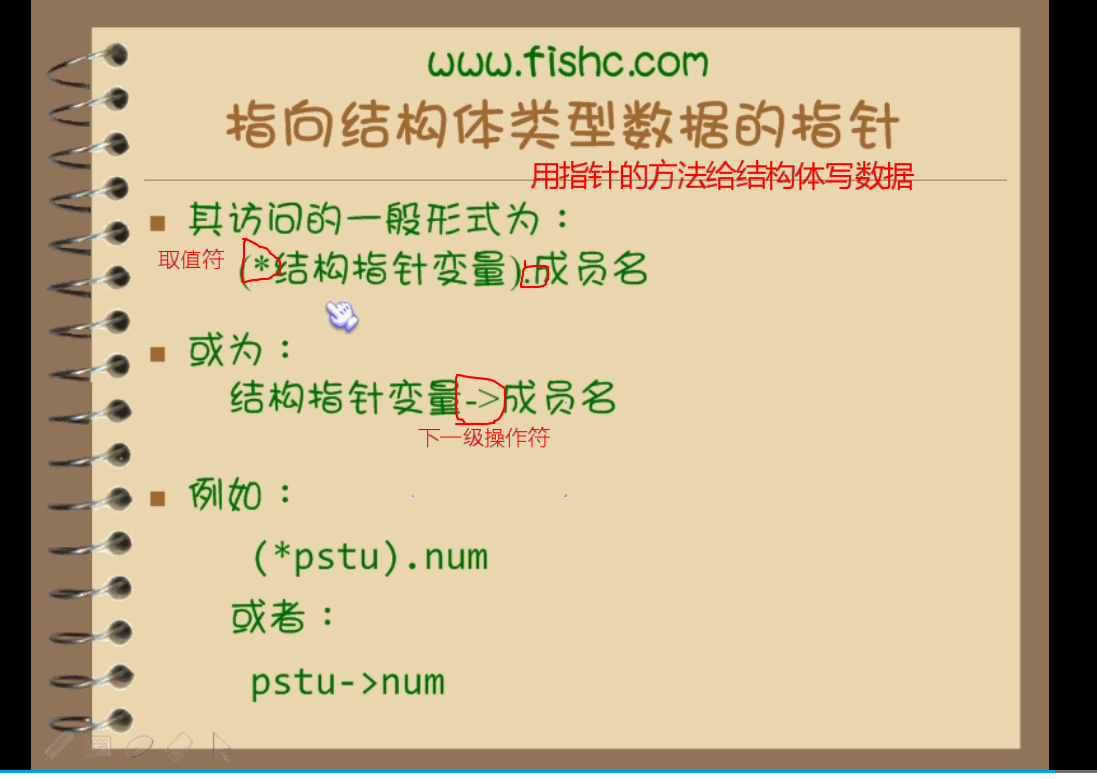 www.fishc.com
指向结构体类型数据的指针
用指针的方法给结构体写数据
■ 其访问的一般形式为：
取值符
(*结构指针变量).成员名
■ 或为：
结构指针变量->成员名
下一级操作符
■ 例如：
(*pstu).num
或者：
pstu->num